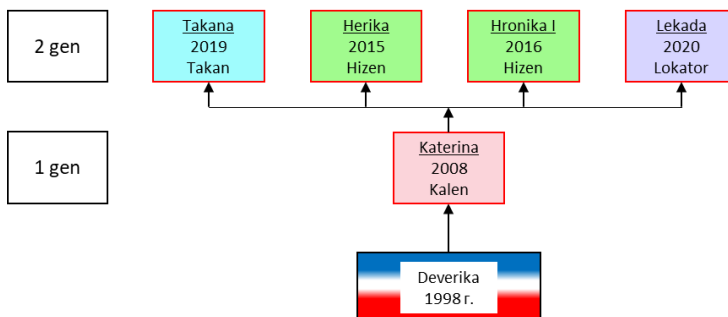 2 gen
Takana
2019
Takan
Herika
2015
Hizen
Hronika I
2016
Hizen
Lekada
2020
Lokator
1 gen
Katerina
2008
Kalen
Deverika
1998 г.